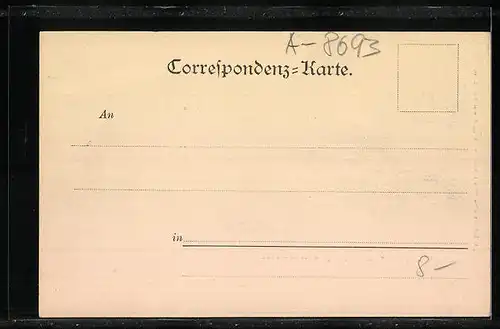 A-8693
Correspondenz=Karte.
An
in
8-